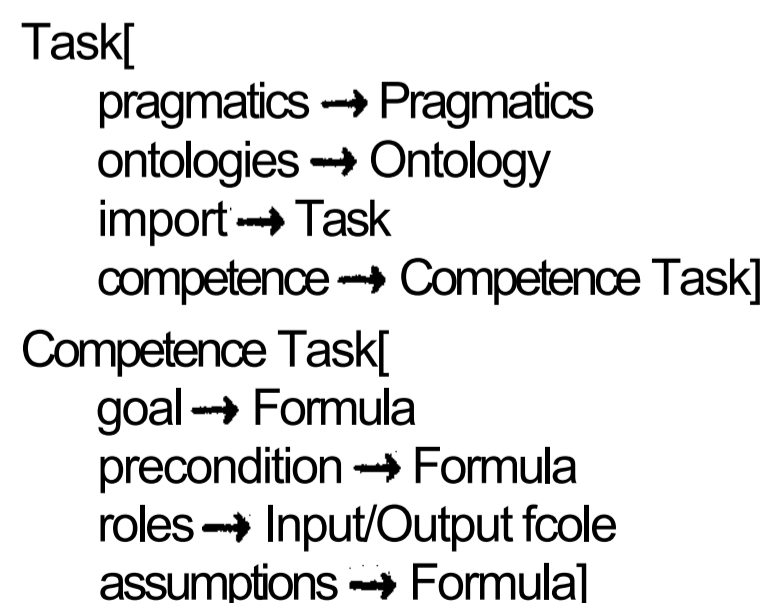 Task[
pragmatics → Pragmatics
ontologies → Ontology
import → Task
competence → Competence Task]
Competence Task[
goal → Formula
precondition → Formula
roles → Input/Output fcole
assumptions → Formula]